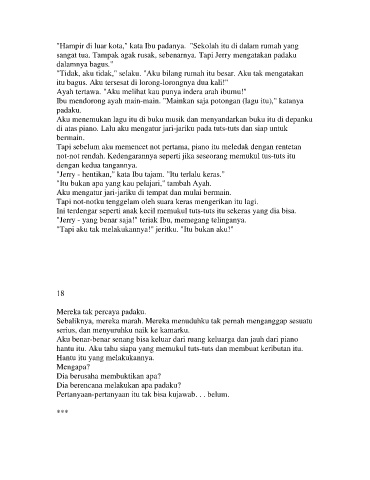 "Hampir di luar kota," kata Ibu padanya.  "Sekolah itu di dalam rumah yang
sangat tua. Tampak agak rusak, sebenarnya. Tapi Jerry mengatakan padaku
dalamnya bagus."
"Tidak, aku tidak," selaku. "Aku bilang rumah itu besar. Aku tak mengatakan
itu bagus. Aku tersesat di lorong-lorongnya dua kali!"
Ayah tertawa. "Aku melihat kau punya indera arah ibumu!"
Ibu mendorong ayah main-main. "Mainkan saja potongan (lagu itu)," katanya
padaku.
Aku menemukan lagu itu di buku musik dan menyandarkan buku itu di depanku
di atas piano. Lalu aku mengatur jari-jariku pada tuts-tuts dan siap untuk
bermain.
Tapi sebelum aku memencet not pertama, piano itu meledak dengan rentetan
not-not rendah. Kedengarannya seperti jika seseorang memukul tus-tuts itu
dengan kedua tangannya.
"Jerry - hentikan," kata Ibu tajam. "Itu terlalu keras."
"Itu bukan apa yang kau pelajari," tambah Ayah.
Aku mengatur jari-jariku di tempat dan mulai bermain.
Tapi not-notku tenggelam oleh suara keras mengerikan itu lagi.
Ini terdengar seperti anak kecil memukul tuts-tuts itu sekeras yang dia bisa.
"Jerry - yang benar saja!" teriak Ibu, memegang telinganya.
"Tapi aku tak melakukannya!" jeritku. "Itu bukan aku!"
18
Mereka tak percaya padaku.
Sebaliknya, mereka marah. Mereka menuduhku tak pernah menganggap sesuatu
serius, dan menyuruhku naik ke kamarku.
Aku benar-benar senang bisa keluar dari ruang keluarga dan jauh dari piano
hantu itu. Aku tahu siapa yang memukul tuts-tuts dan membuat keributan itu.
Hantu itu yang melakukannya.
Mengapa?
Dia berusaha membuktikan apa?
Dia berencana melakukan apa padaku?
Pertanyaan-pertanyaan itu tak bisa kujawab. . . belum.
***